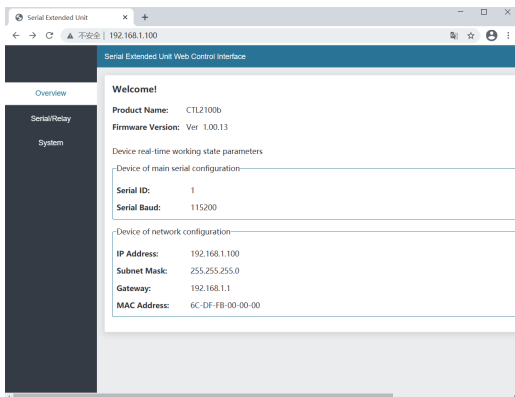 Serial Extended Unit
不安全 | 192.168.1.100
Serial Extended Unit Web Control Interface
Overview
Serial/Relay
System
Welcome!
Product Name: CTL2100b
Firmware Version: Ver 1.00.13
Device real-time working state parameters
Device of main serial configuration
Serial ID: 1
Serial Baud: 115200
Device of network configuration
IP Address: 192.168.1.100
Subnet Mask: 255.255.255.0
Gateway: 192.168.1.1
MAC Address: 6C-DF-FB-00-00-00